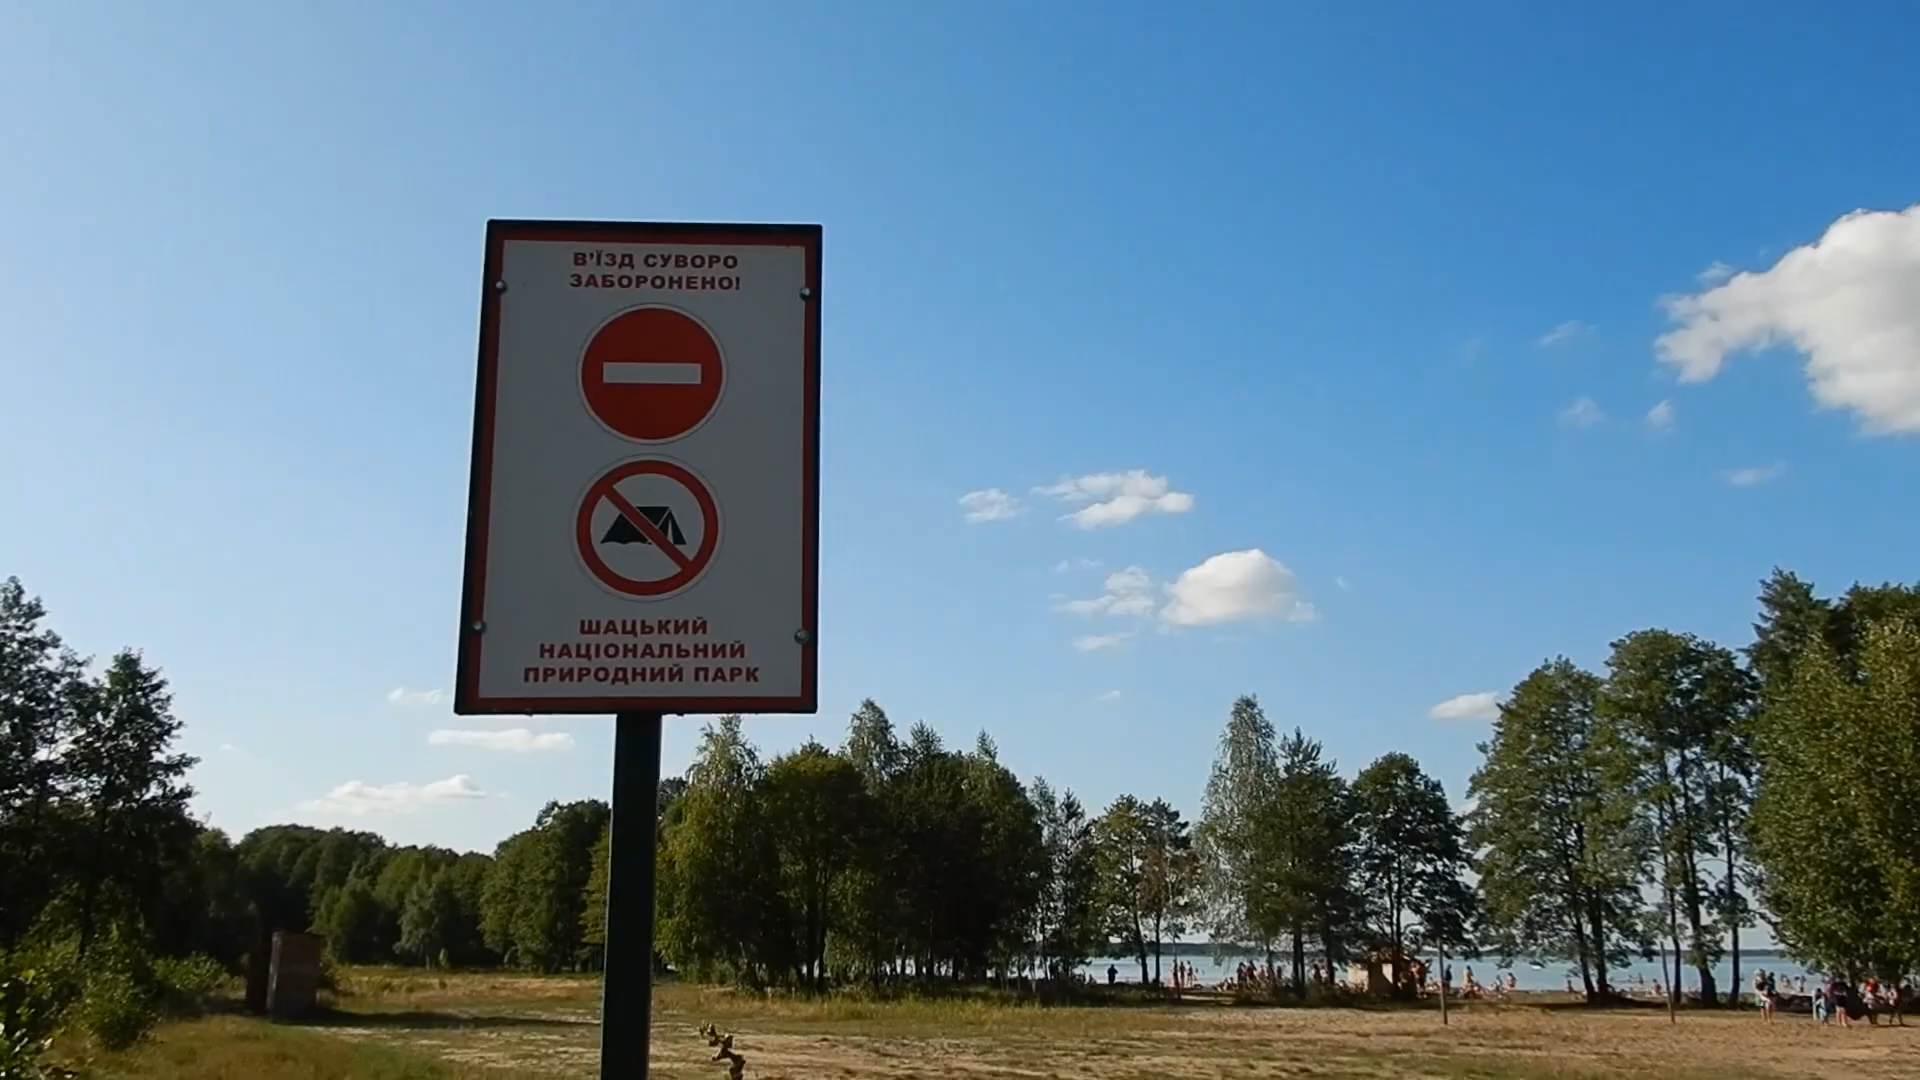 В'ЇЗД СУВОРО
ЗАБОРОНЕНО!
ШАЦЬКИЙ
НАЦІОНАЛЬНИЙ
ПРИРОДНИЙ ПАРК